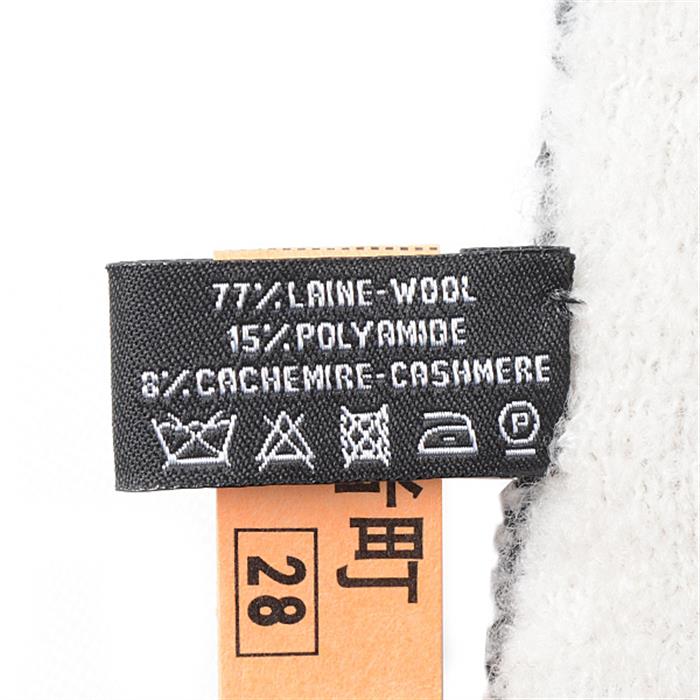 77% LAINE-WOOL
15% POLYAMIDE
8% CACHEMIRE-CASHMERE
P
町
28